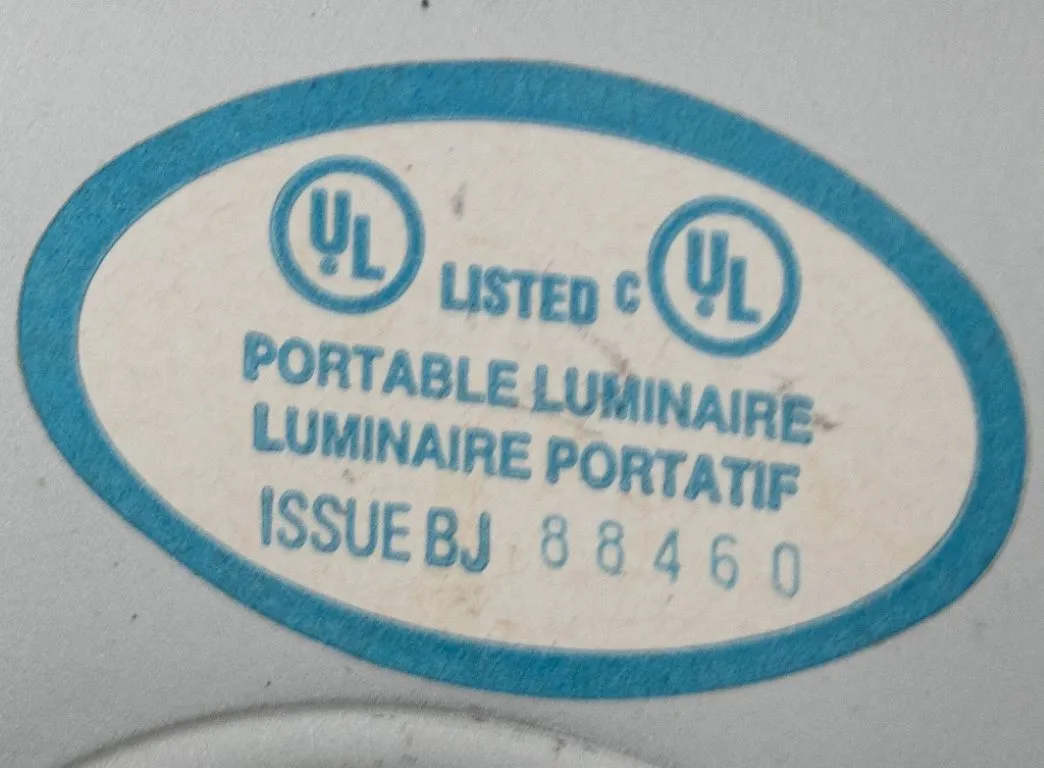 UL LISTED C UL
PORTABLE LUMINAIRE
LUMINAIRE PORTATIF
ISSUE BJ 88460